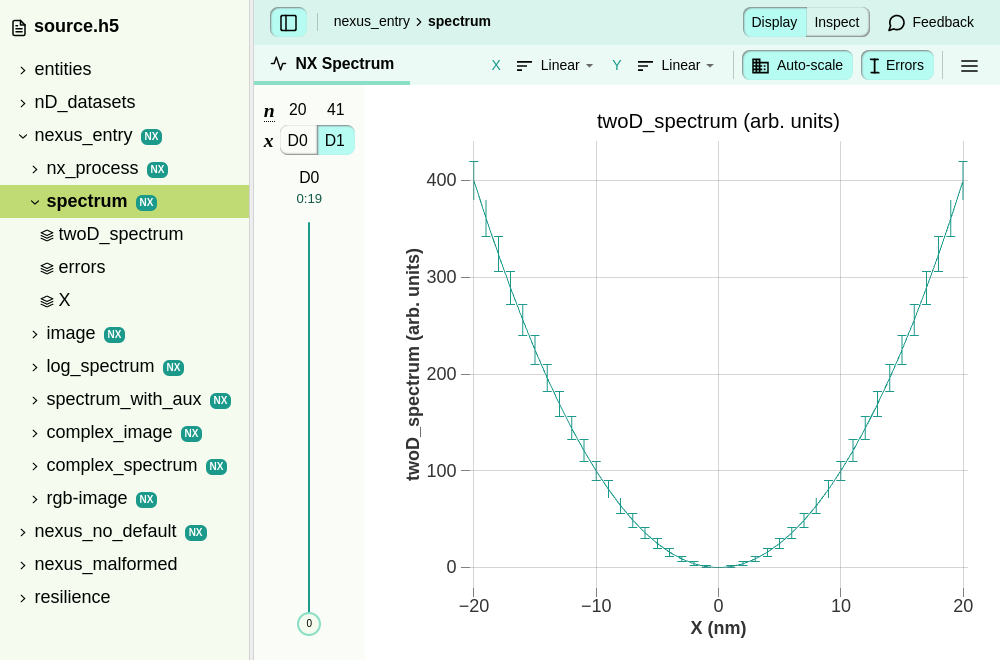 source.h5
entities
nD_datasets
nexus_entry NX
nx_process NX
spectrum NX
twoD_spectrum
errors
X
image NX
log_spectrum NX
spectrum_with_aux NX
complex_image NX
complex_spectrum NX
rgb-image NX
nexus_no_default NX
nexus_malformed
resilience
nexus_entry > spectrum
Display Inspect Feedback
NX Spectrum
X Linear Y Linear Auto-scale Errors
n 20 41
x D0 D1
D0
0:19
0
twoD_spectrum (arb. units)
twoD_spectrum (arb. units)
400
300
200
100
0
−20 −10 0 10 20
X (nm)